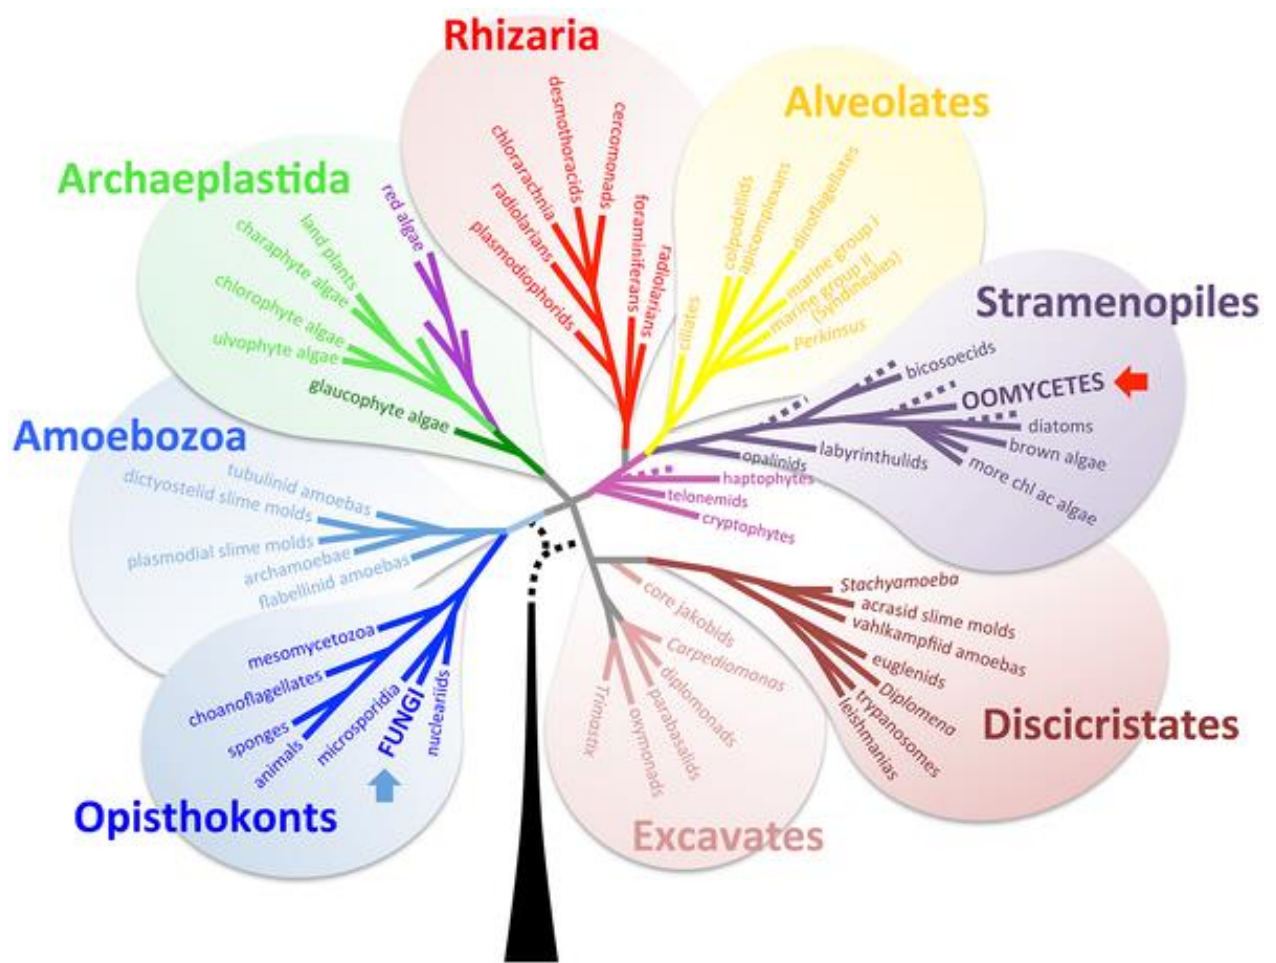 Rhizaria
desmothoracids
cercomonads
chlorarachnia
radiolarians
plasmodiophorids
foraminiferans
radiolarians
Alveolates
colpodellids
apicomplexans
dinoflagellates
marine group I
marine group II
(Syndineales)
Perkinsus
ciliates
Archaeplastida
red algae
land plants
charaphyte algae
chlorophyte algae
ulvophyte algae
glaucophyte algae
Stramenopiles
bicosoecids
OOMYCETES
diatoms
brown algae
more chl ac algae
labyrinthulids
opalinids
haptophytes
telonemids
cryptophytes
Amoebozoa
tubulinid amoebas
dictyostelid slime molds
plasmodial slime molds
archamoebae
flabellinid amoebas
Opisthokonts
mesomycetozoa
choanoflagellates
sponges
animals
microsporidia
FUNGI
nucleariids
Discicristates
Stachyamoeba
acrasid slime molds
vahlkampfiid amoebas
euglenids
Diplomena
trypanosomes
leishmanias
Excavates
core jakobids
Carpediomonas
diplomonads
parabasalids
oxymonads
Trimastix